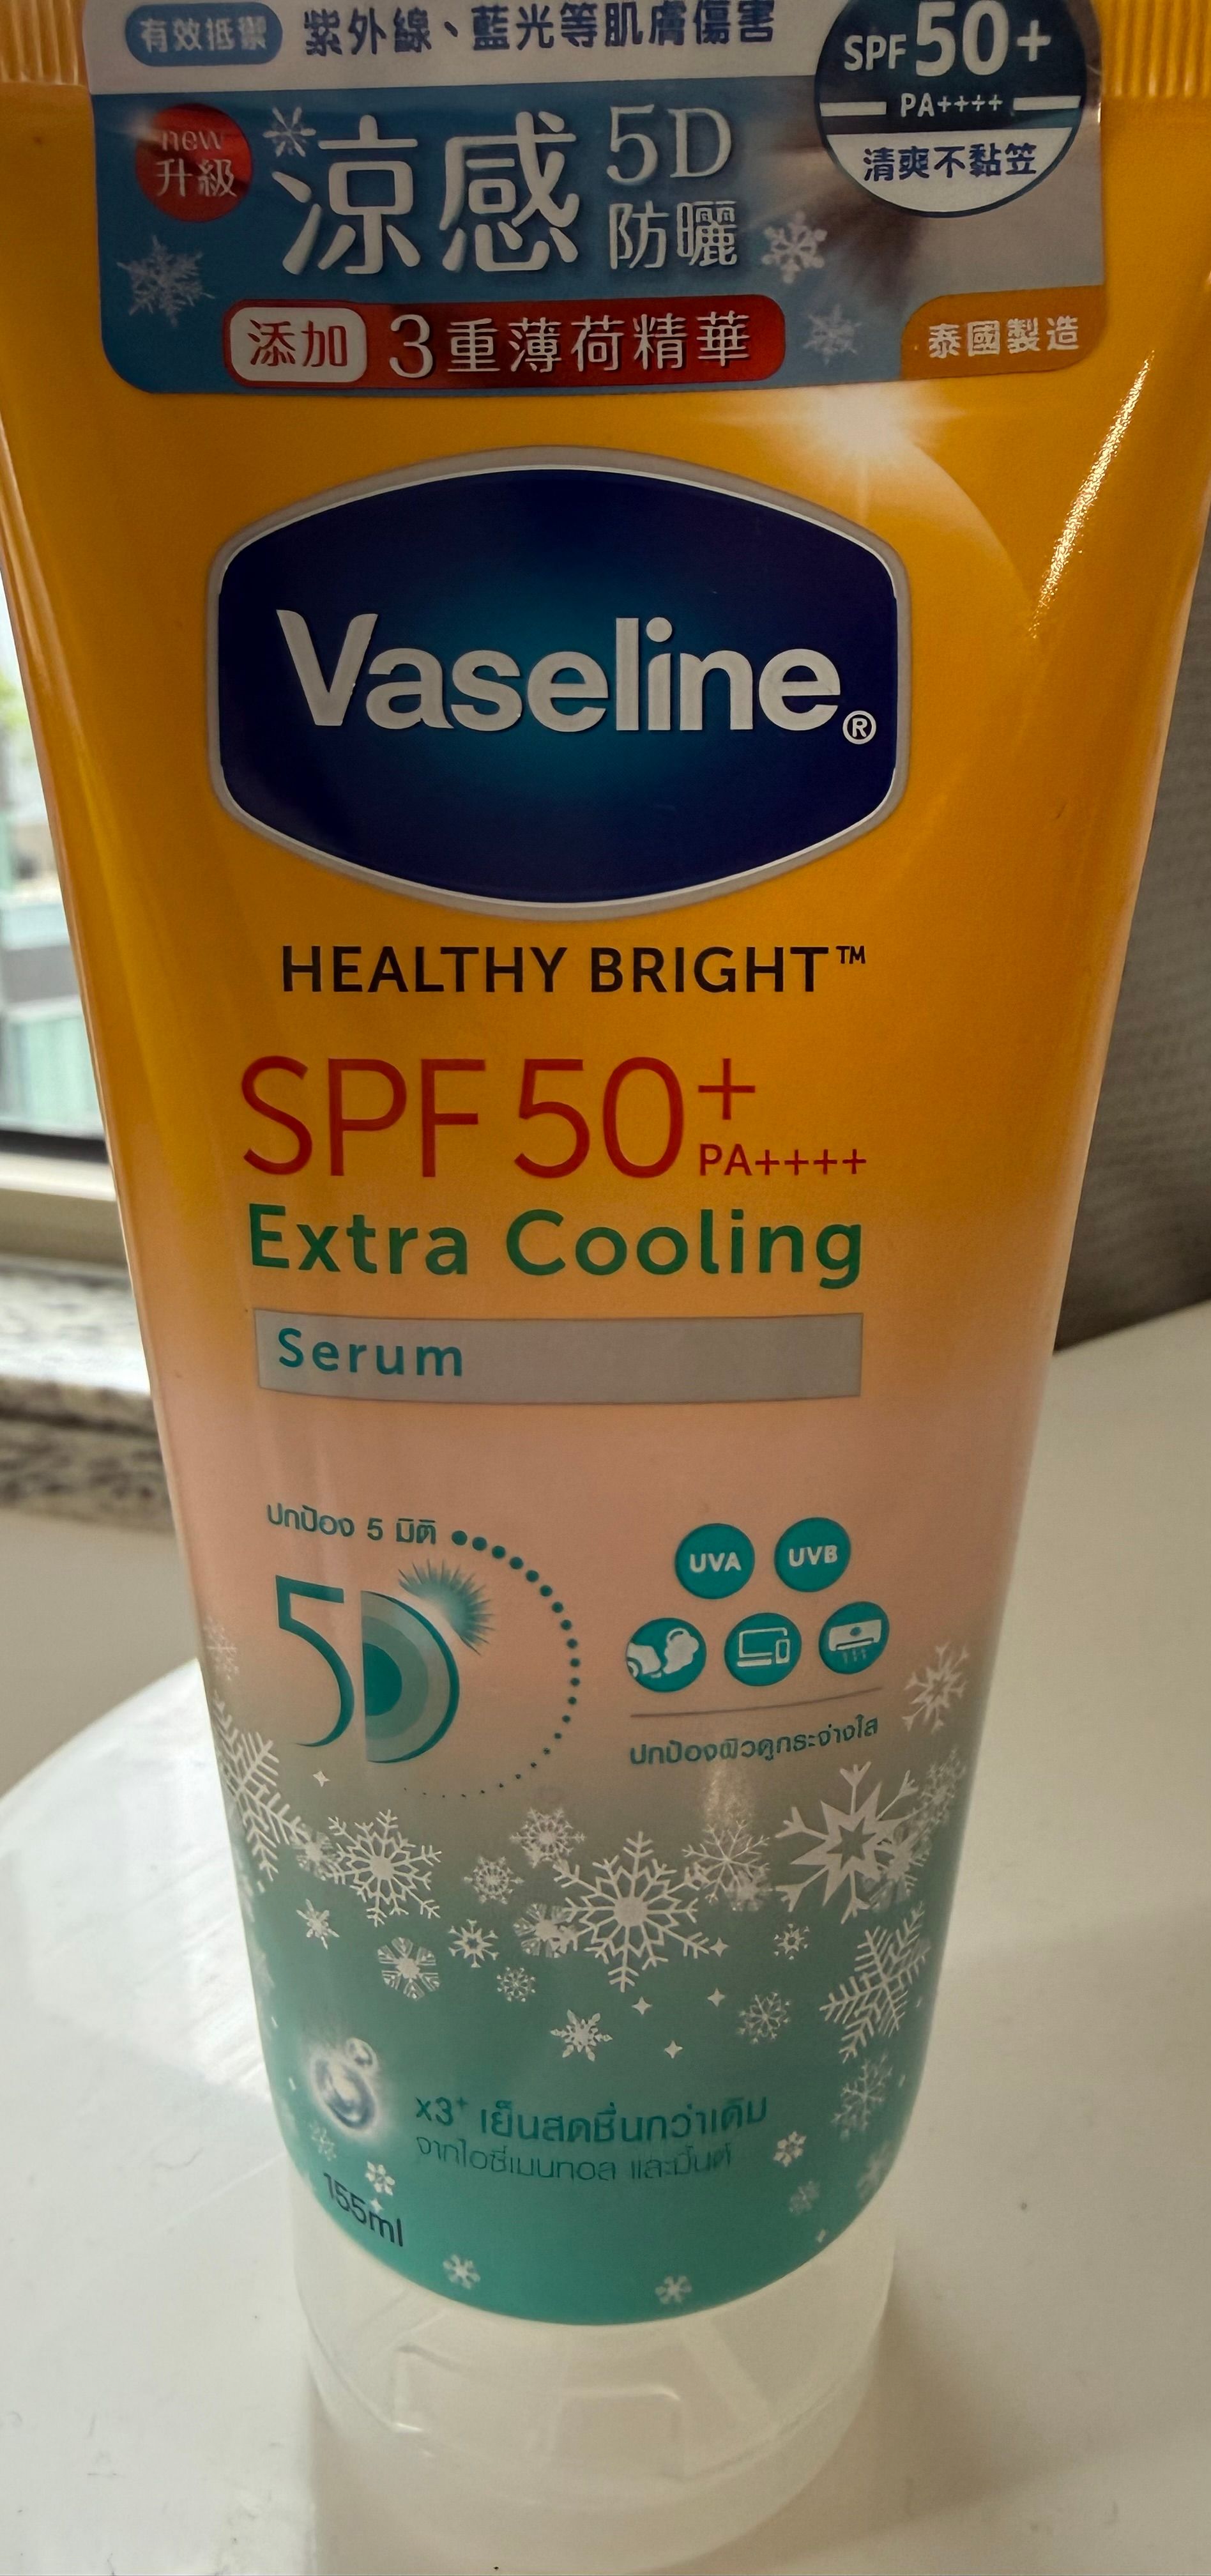 有效抵禦 紫外線、藍光等肌膚傷害
SPF 50+
PA++++
清爽不黏笠
new
升級
涼感 5D
防曬
添加 3重薄荷精華
泰國製造
Vaseline®
HEALTHY BRIGHT™
SPF 50+
PA++++
Extra Cooling
Serum
ปกป้อง 5 มิติ
5D
UVA UVB
ปกป้องผิวดูกระจ่างใส
x3+ เย็นสดชื่นกว่าเดิม
จากไอซีเมนทอล และมิ้นต์
155ml